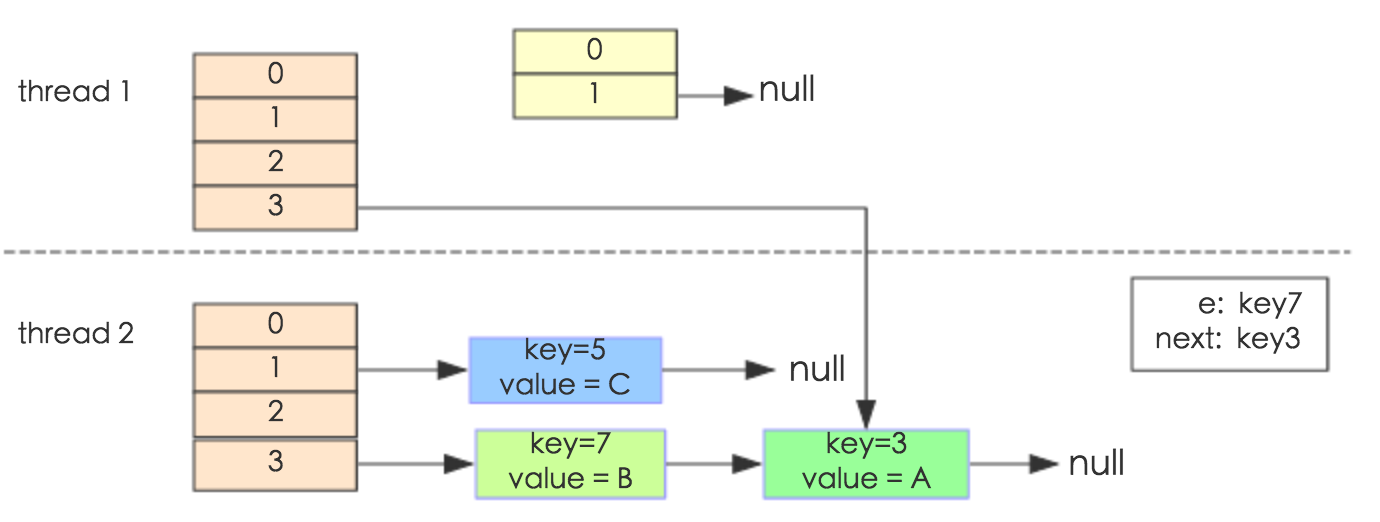 thread 1
0
1
2
3
0
1
null
thread 2
0
1
2
3
key=5
value = C
null
key=7
value = B
key=3
value = A
null
e: key7
next: key3